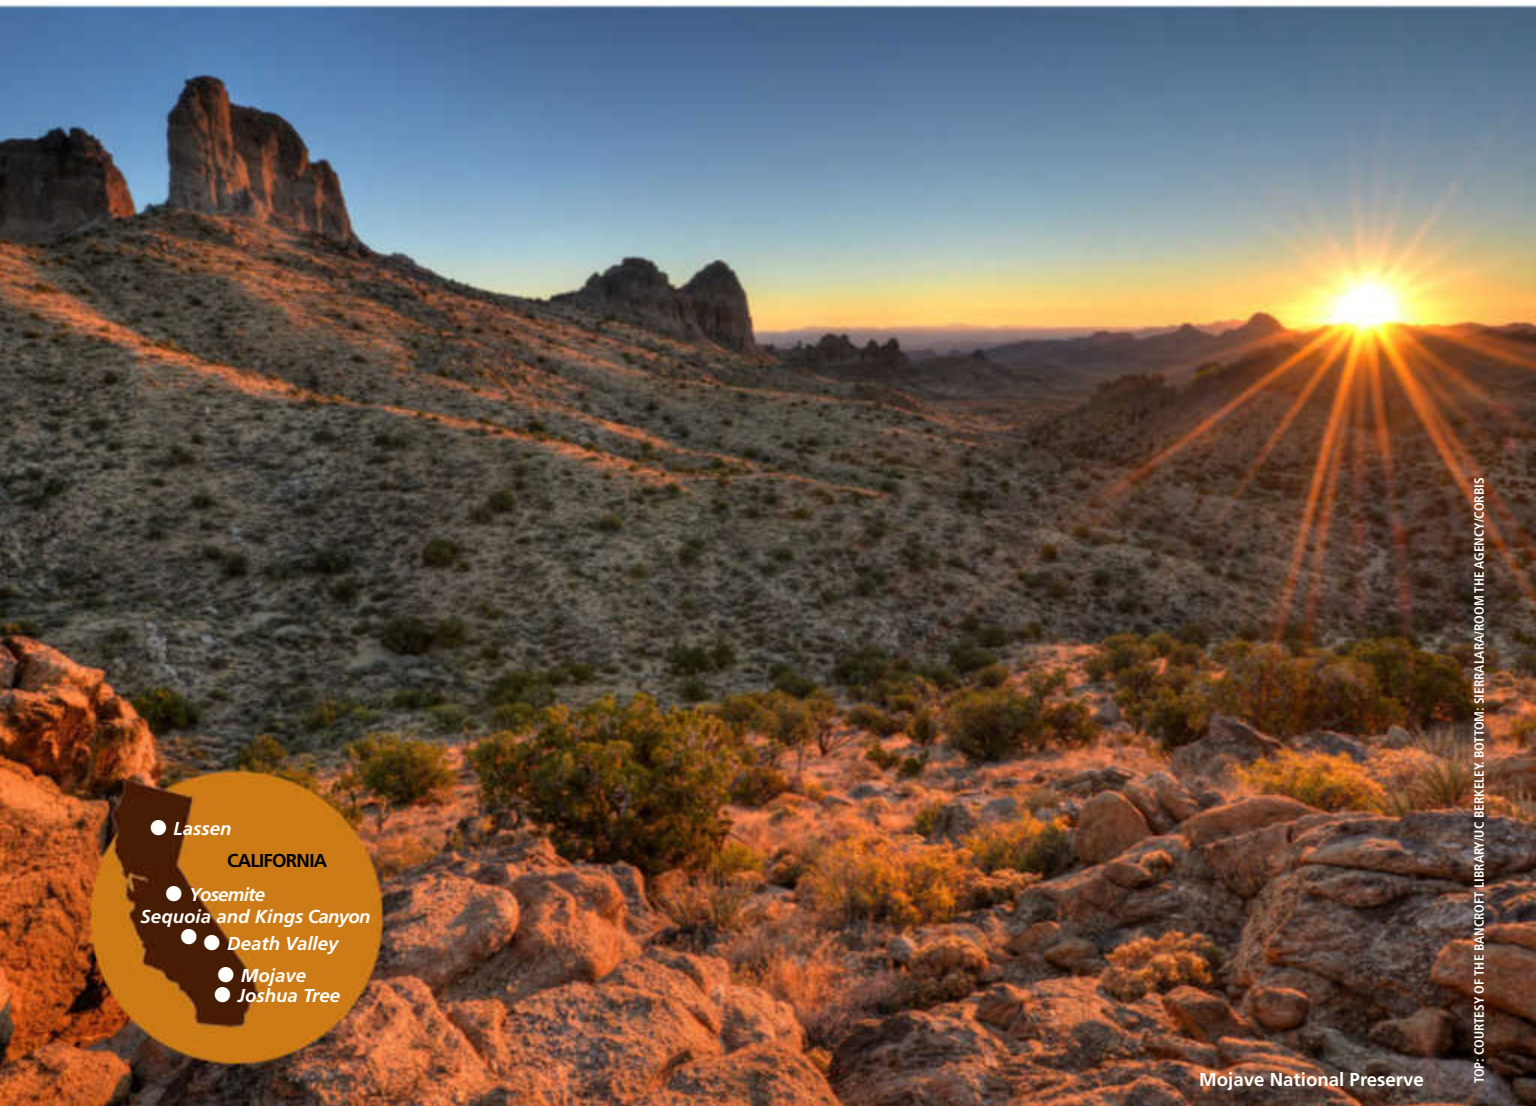 Lassen
CALIFORNIA
Yosemite
Sequoia and Kings Canyon
Death Valley
Mojave
Joshua Tree
Mojave National Preserve
TOP: COURTESY OF THE BANCROFT LIBRARY/UC BERKELEY. BOTTOM: SIERRALARA/ROOM THE AGENCY/CORBIS